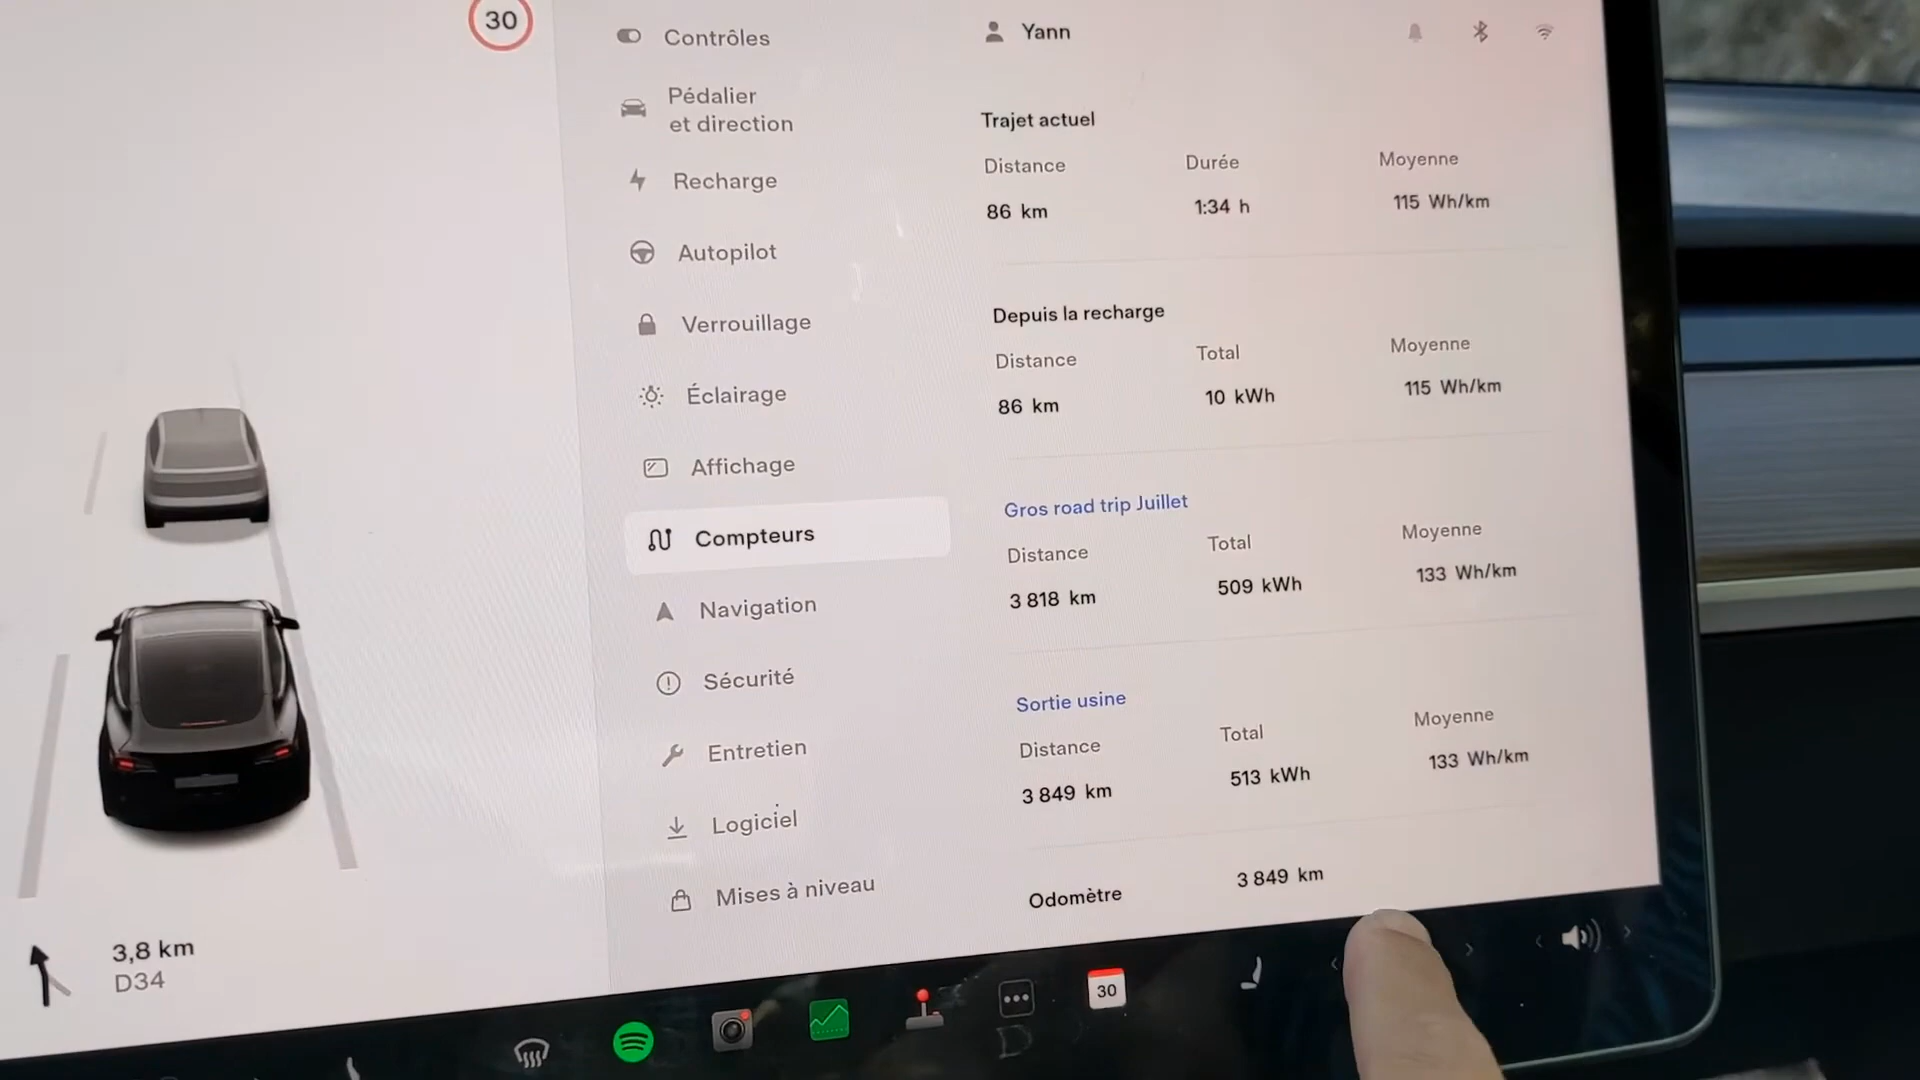 30
Contrôles
Pédalier
et direction
Recharge
Autopilot
Verrouillage
Éclairage
Affichage
Compteurs
Navigation
Sécurité
Entretien
Logiciel
Mises à niveau
Yann
Trajet actuel
Distance Durée Moyenne
86 km 1:34 h 115 Wh/km
Depuis la recharge
Distance Total Moyenne
86 km 10 kWh 115 Wh/km
Gros road trip Juillet
Distance Total Moyenne
3 818 km 509 kWh 133 Wh/km
Sortie usine
Distance Total Moyenne
3 849 km 513 kWh 133 Wh/km
Odomètre 3 849 km
3,8 km
D34
30